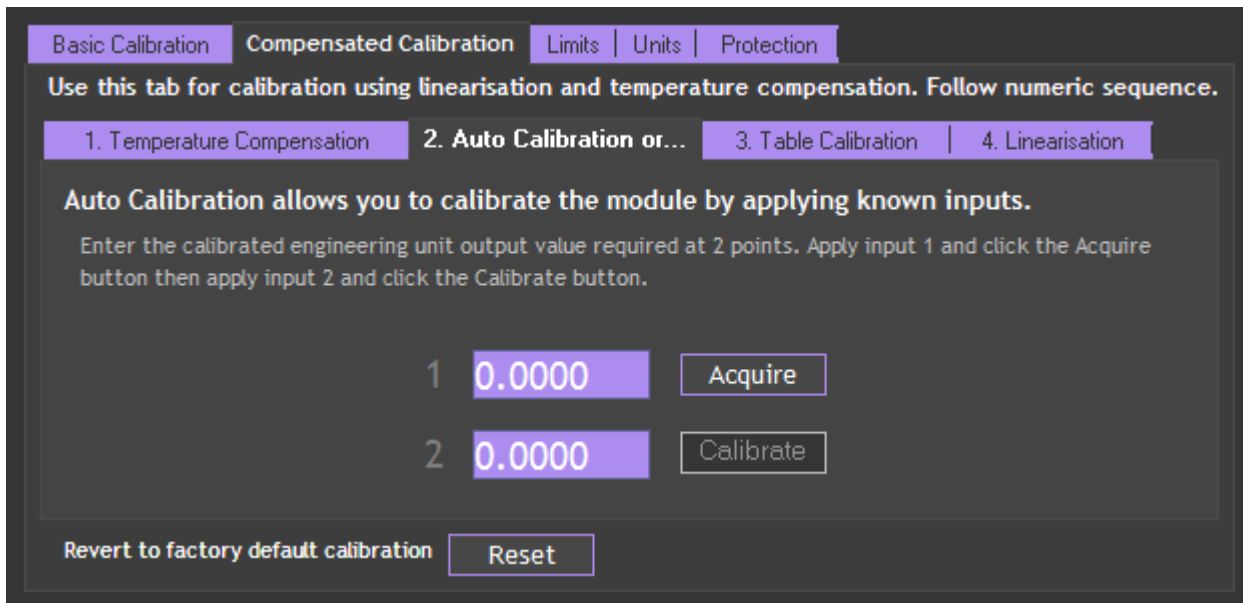 Basic Calibration Compensated Calibration Limits Units Protection
Use this tab for calibration using linearisation and temperature compensation. Follow numeric sequence.
1. Temperature Compensation 2. Auto Calibration or... 3. Table Calibration 4. Linearisation
Auto Calibration allows you to calibrate the module by applying known inputs.
Enter the calibrated engineering unit output value required at 2 points. Apply input 1 and click the Acquire
button then apply input 2 and click the Calibrate button.
1 0.0000 Acquire
2 0.0000 Calibrate
Revert to factory default calibration Reset